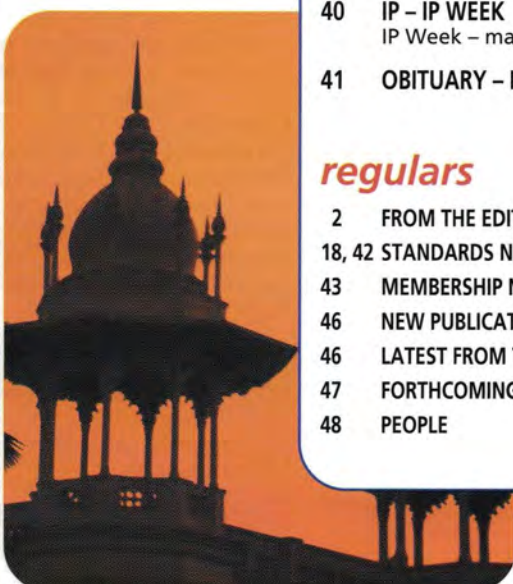 40 IP – IP WEEK
IP Week – ma
41 OBITUARY –
regulars
2 FROM THE EDIT
18, 42 STANDARDS N
43 MEMBERSHIP
46 NEW PUBLICAT
46 LATEST FROM
47 FORTHCOMING
48 PEOPLE